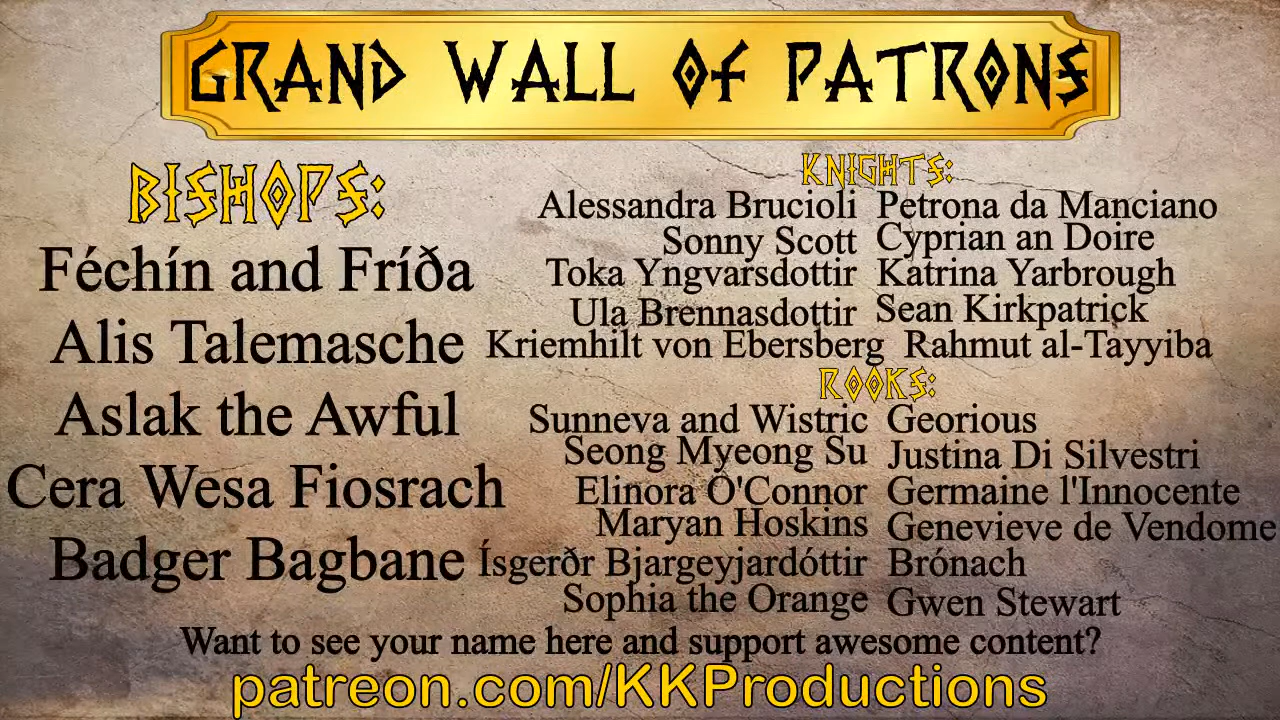 GRAND WALL OF PATRONS
BISHOPS:
Féchín and Fríða
Alis Talemasche
Aslak the Awful
Cera Wesa Fiosrach
Badger Bagbane
KNIGHTS:
Alessandra Brucioli Petrona da Manciano
Sonny Scott Cyprian an Doire
Toka Yngvarsdottir Katrina Yarbrough
Ula Brennasdottir Sean Kirkpatrick
Kriemhilt von Ebersberg Rahmut al-Tayyiba
ROOKS:
Sunneva and Wistric Georious
Seong Myeong Su Justina Di Silvestri
Elinora O'Connor Germaine l'Innocente
Maryan Hoskins Genevieve de Vendome
Ísgerðr Bjargeyjardóttir Brónach
Sophia the Orange Gwen Stewart
Want to see your name here and support awesome content?
patreon.com/KKProductions